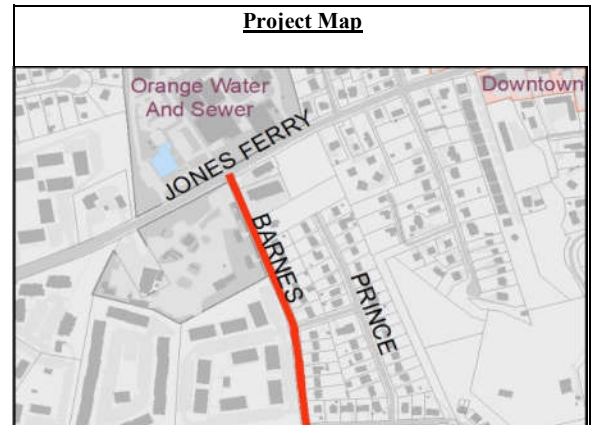 Project Map
Orange Water
And Sewer
Downtown
JONES FERRY
BARNES
PRINCE